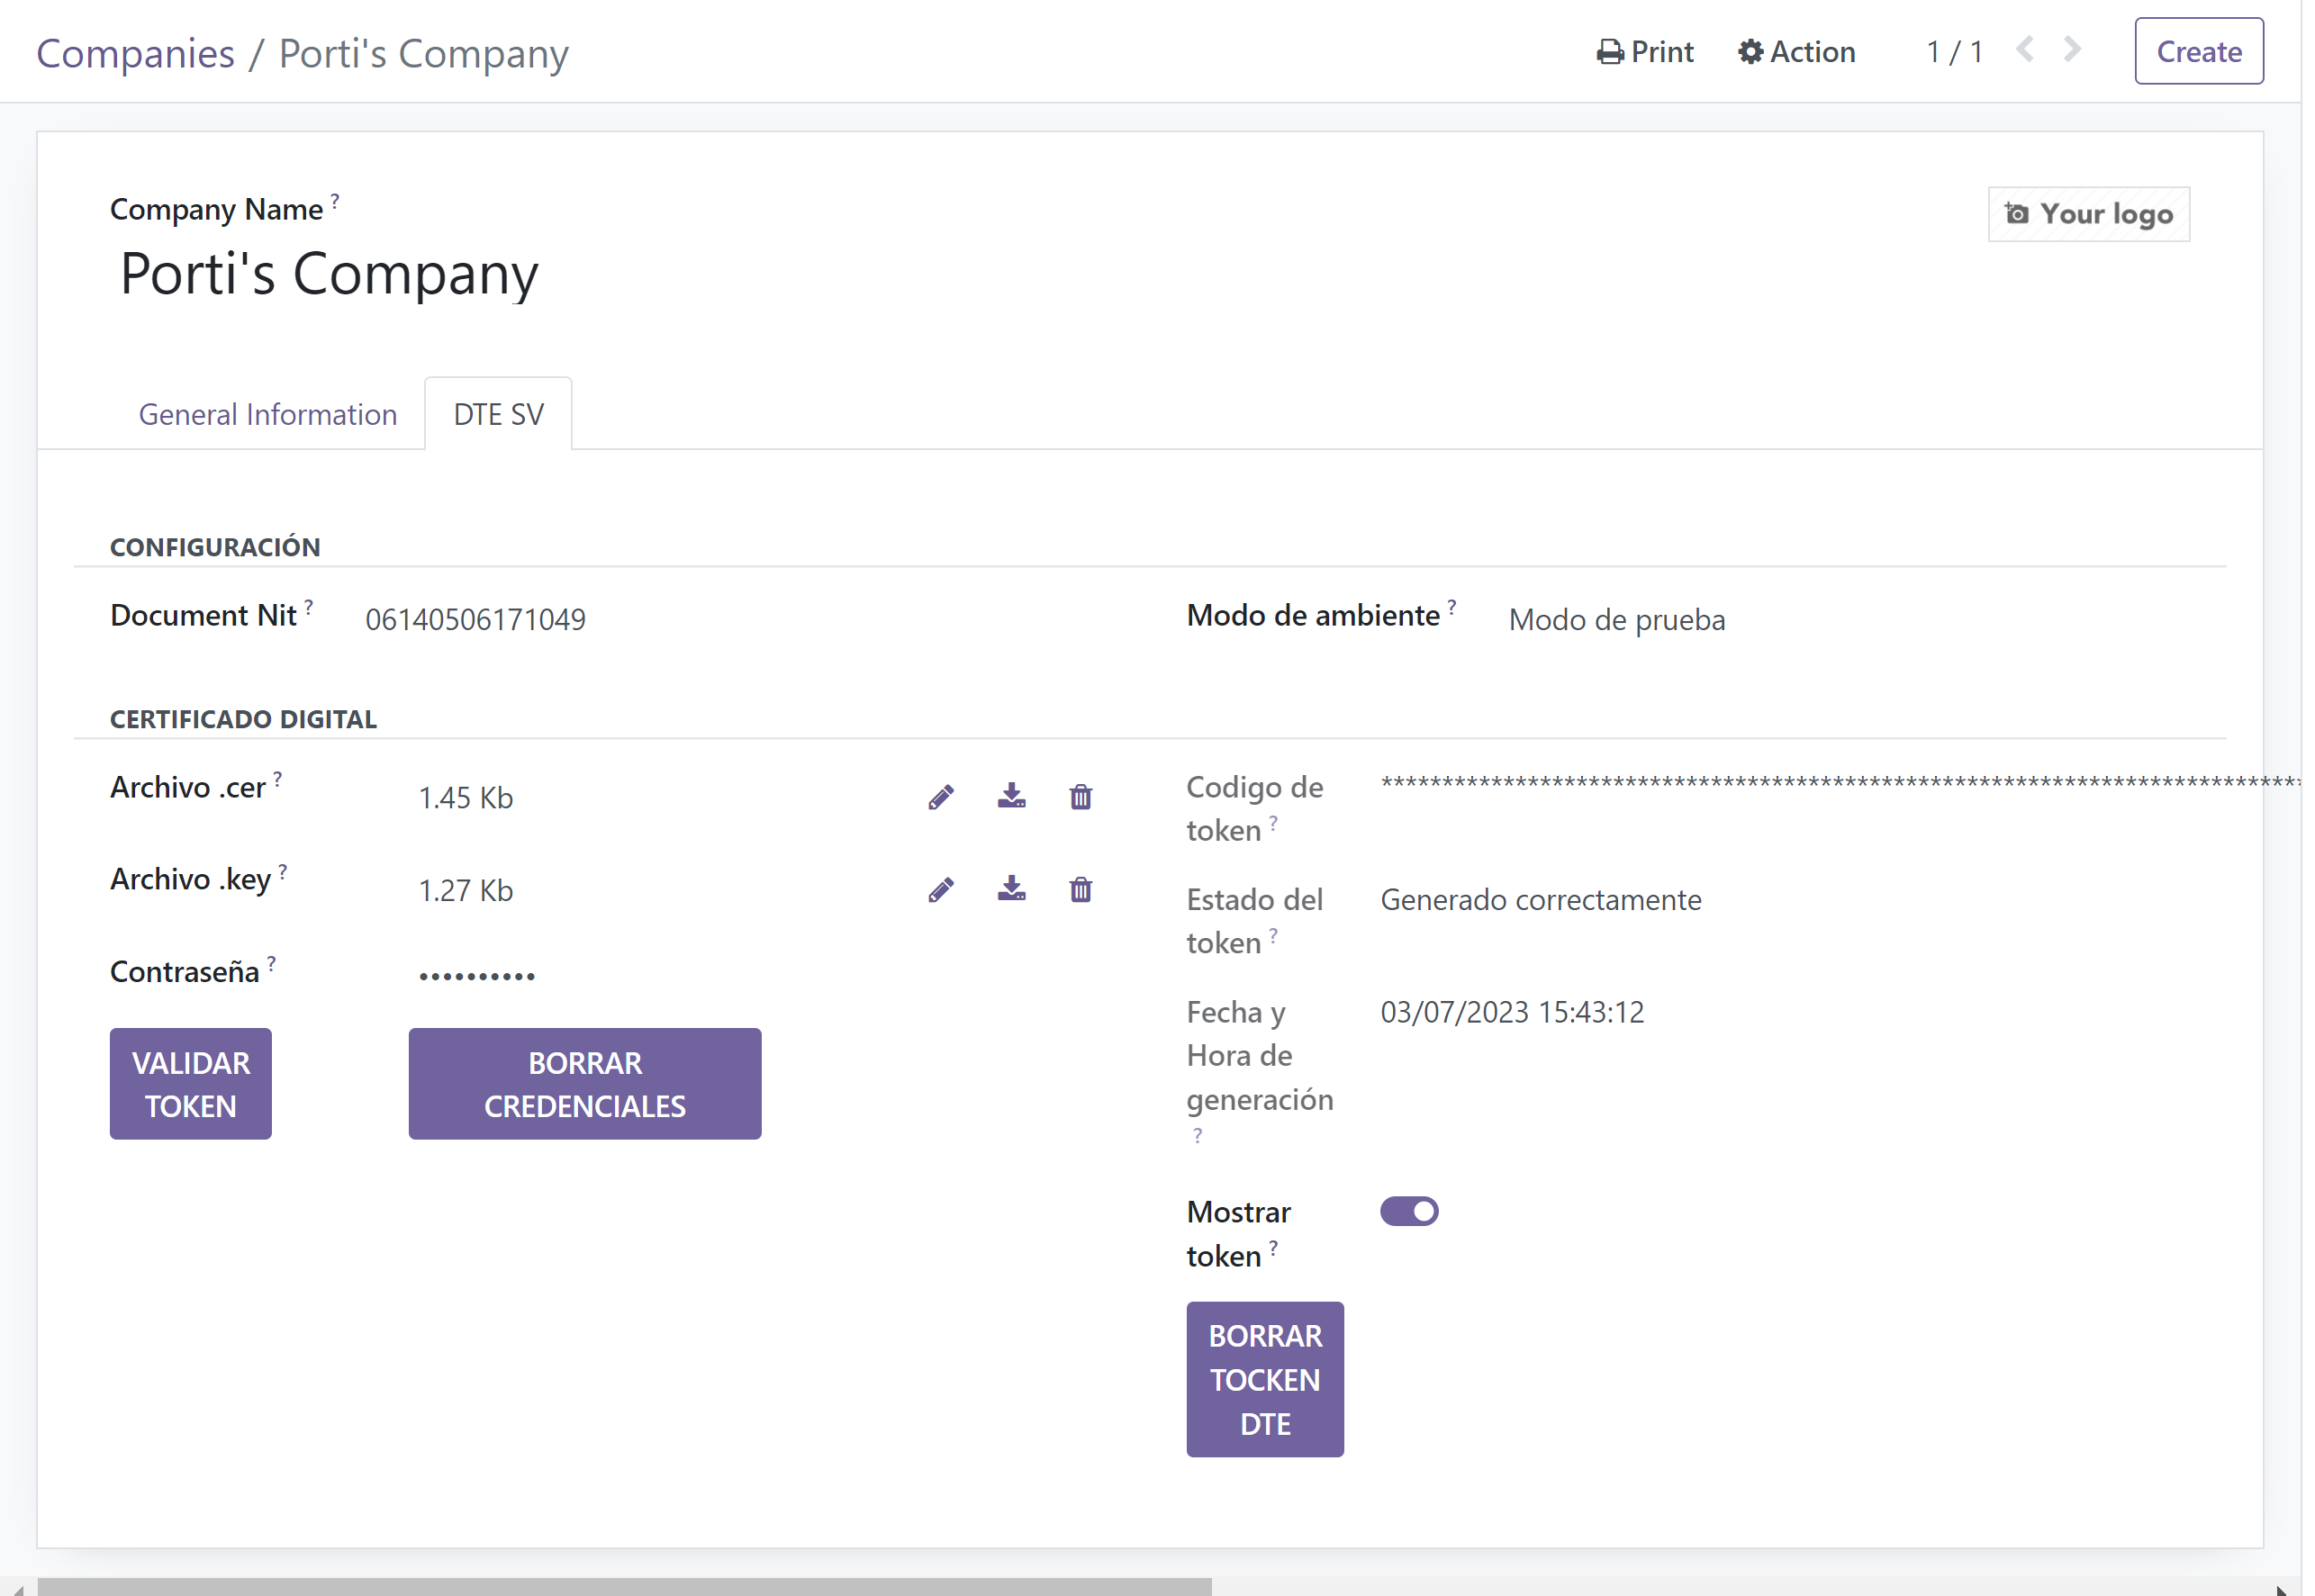 Companies / Porti's Company
Print Action 1 / 1 Create
Company Name ?
Your logo
Porti's Company
General Information DTE SV
CONFIGURACIÓN
Document Nit ? 06140506171049 Modo de ambiente ? Modo de prueba
CERTIFICADO DIGITAL
Archivo .cer ? 1.45 Kb
Archivo .key ? 1.27 Kb
Contraseña ? ••••••••••
VALIDAR
TOKEN
BORRAR
CREDENCIALES
Codigo de
token ?
****************************************************************************
Estado del
token ?
Generado correctamente
Fecha y
Hora de
generación
?
03/07/2023 15:43:12
Mostrar
token ?
BORRAR
TOCKEN
DTE